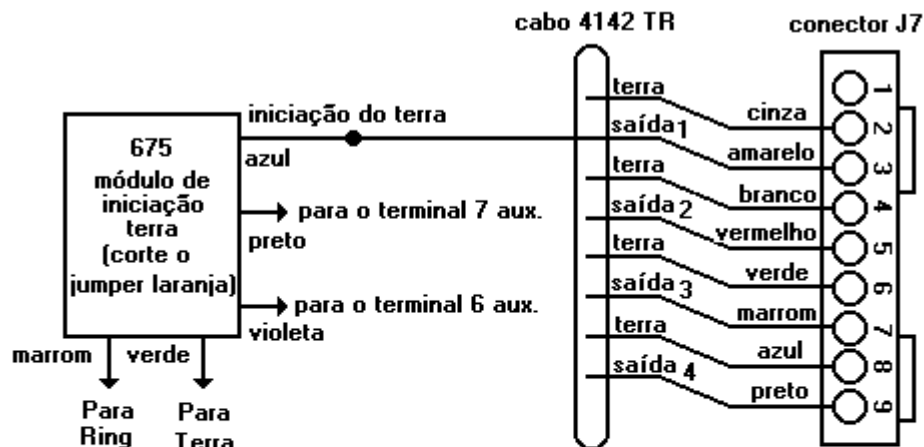 cabo 4142 TR
conector J7
675
módulo de
iniciação
terra
(corte o
jumper laranja)
iniciação do terra
azul
para o terminal 7 aux.
preto
para o terminal 6 aux.
violeta
marrom
verde
Para
Ring
Para
Terra
terra
saída 1
terra
saída 2
terra
saída 3
terra
saída 4
cinza
amarelo
branco
vermelho
verde
marrom
azul
preto
1
2
3
4
5
6
7
8
9